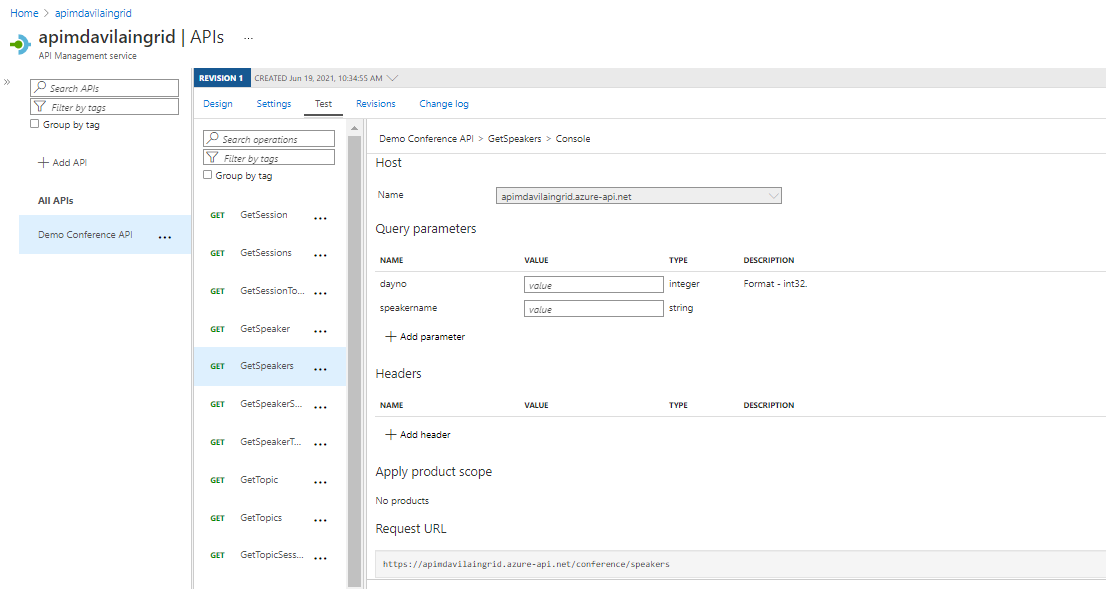 Home > apimdavilaingrid
apimdavilaingrid | APIs ...
API Management service
»
Search APIs
Filter by tags
Group by tag
+ Add API
All APIs
Demo Conference API ...
REVISION 1 CREATED Jun 19, 2021, 10:34:55 AM
Design Settings Test Revisions Change log
Search operations
Filter by tags
Group by tag
GET GetSession ...
GET GetSessions ...
GET GetSessionTo... ...
GET GetSpeaker ...
GET GetSpeakers ...
GET GetSpeakerS... ...
GET GetSpeakerT... ...
GET GetTopic ...
GET GetTopics ...
GET GetTopicSess... ...
Demo Conference API > GetSpeakers > Console
Host
Name apimdavilaingrid.azure-api.net
Query parameters
NAME VALUE TYPE DESCRIPTION
dayno value integer Format - int32.
speakername value string
+ Add parameter
Headers
NAME VALUE TYPE DESCRIPTION
+ Add header
Apply product scope
No products
Request URL
https://apimdavilaingrid.azure-api.net/conference/speakers